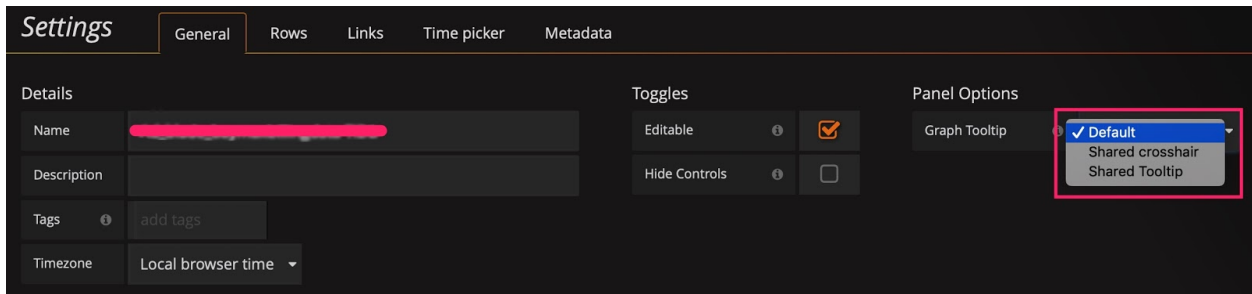 Settings
General Rows Links Time picker Metadata
Details Toggles Panel Options
Name Editable Graph Tooltip ✓ Default
Shared crosshair
Description Hide Controls Shared Tooltip
Tags add tags
Timezone Local browser time